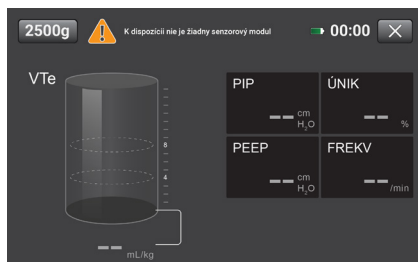 2500g
K dispozícii nie je žiadny senzorový modul
00:00
VTe
8
4
-- mL/kg
PIP
-- cm H₂O
ÚNIK
-- %
PEEP
-- cm H₂O
FREKV
-- /min